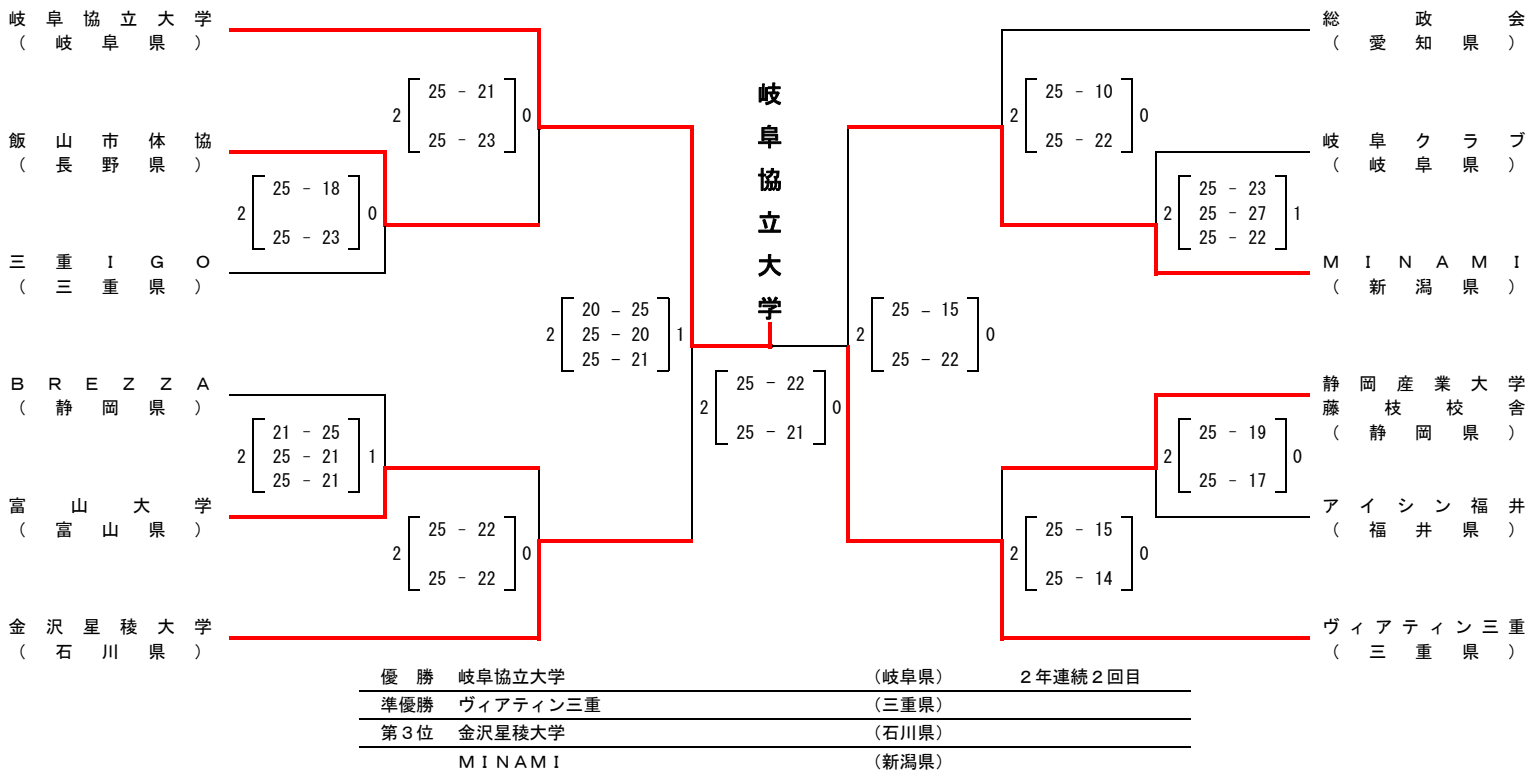 岐阜協立大学
（岐阜県）
飯山市体協
（長野県）
三重ＩＧＯ
（三重県）
ＢＲＥＺＺＡ
（静岡県）
富山大学
（富山県）
金沢星稜大学
（石川県）
2 25 - 21 0
25 - 23
2 25 - 18 0
25 - 23
20 - 25
2 25 - 20 1
25 - 21
21 - 25
2 25 - 21 1
25 - 21
2 25 - 22 0
25 - 22
岐阜協立大学
2 25 - 22 0
25 - 21
2 25 - 10 0
25 - 22
25 - 23
2 25 - 27 1
25 - 22
2 25 - 15 0
25 - 22
2 25 - 19 0
25 - 17
2 25 - 15 0
25 - 14
総政会
（愛知県）
岐阜クラブ
（岐阜県）
ＭＩＮＡＭＩ
（新潟県）
静岡産業大学
藤枝校舎
（静岡県）
アイシン福井
（福井県）
ヴィアティン三重
（三重県）
優　勝　岐阜協立大学　（岐阜県）　２年連続２回目
準優勝　ヴィアティン三重　（三重県）
第３位　金沢星稜大学　（石川県）
ＭＩＮＡＭＩ　（新潟県）